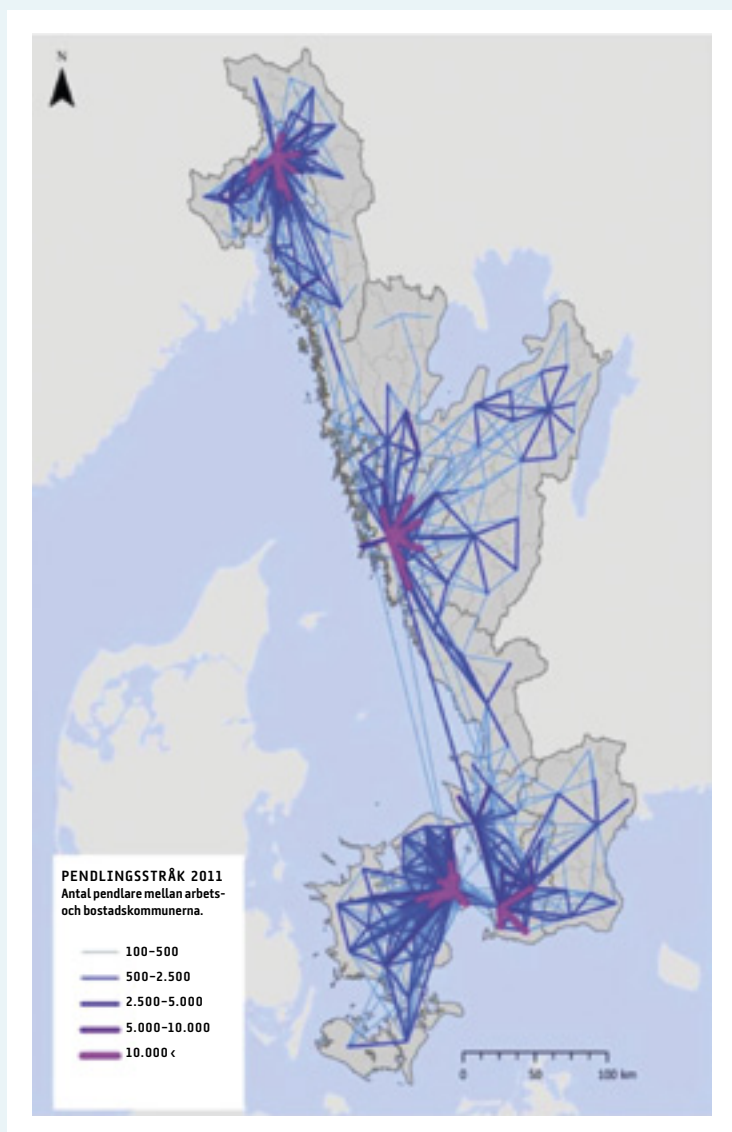 N
PENDLINGSSTRÅK 2011
Antal pendlare mellan arbets-
och bostadskommunerna.
100–500
500–2.500
2.500–5.000
5.000–10.000
10.000 <
0 50 100 km